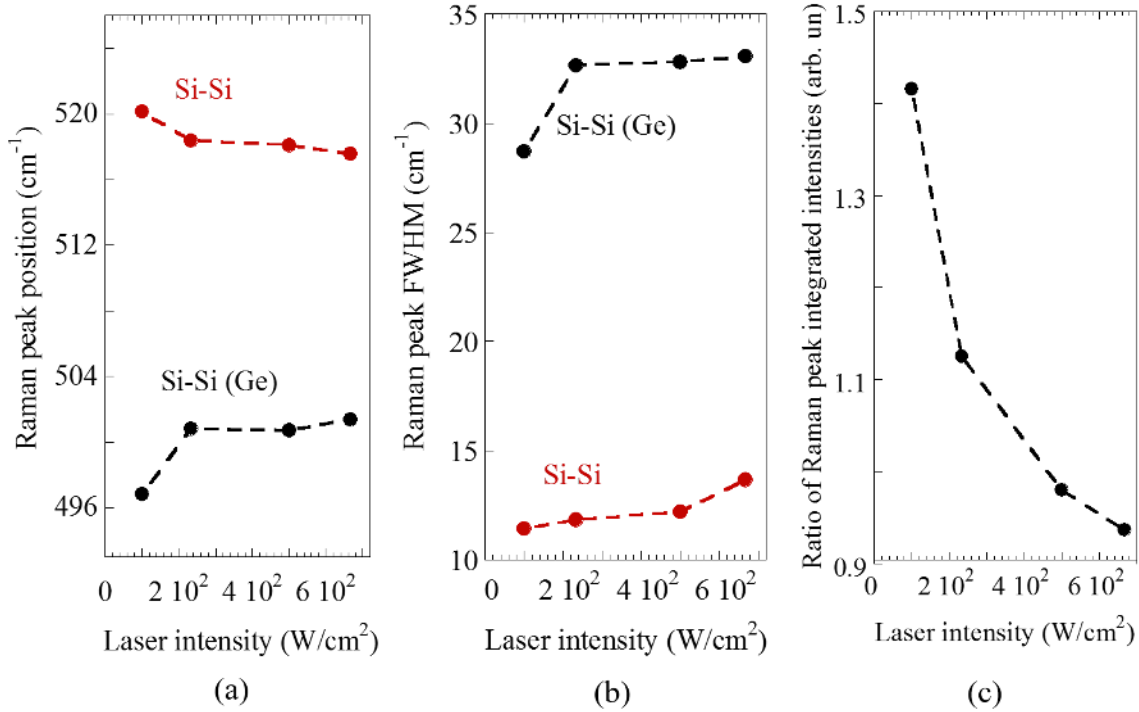 Raman peak position (cm⁻¹)
520
512
504
496
Si-Si
Si-Si (Ge)
0 2 10² 4 10² 6 10²
Laser intensity (W/cm²)
(a)
Raman peak FWHM (cm⁻¹)
35
30
25
20
15
10
Si-Si (Ge)
Si-Si
0 2 10² 4 10² 6 10²
Laser intensity (W/cm²)
(b)
Ratio of Raman peak integrated intensities (arb. un)
1.5
1.3
1.1
0.9
0 2 10² 4 10² 6 10²
Laser intensity (W/cm²)
(c)